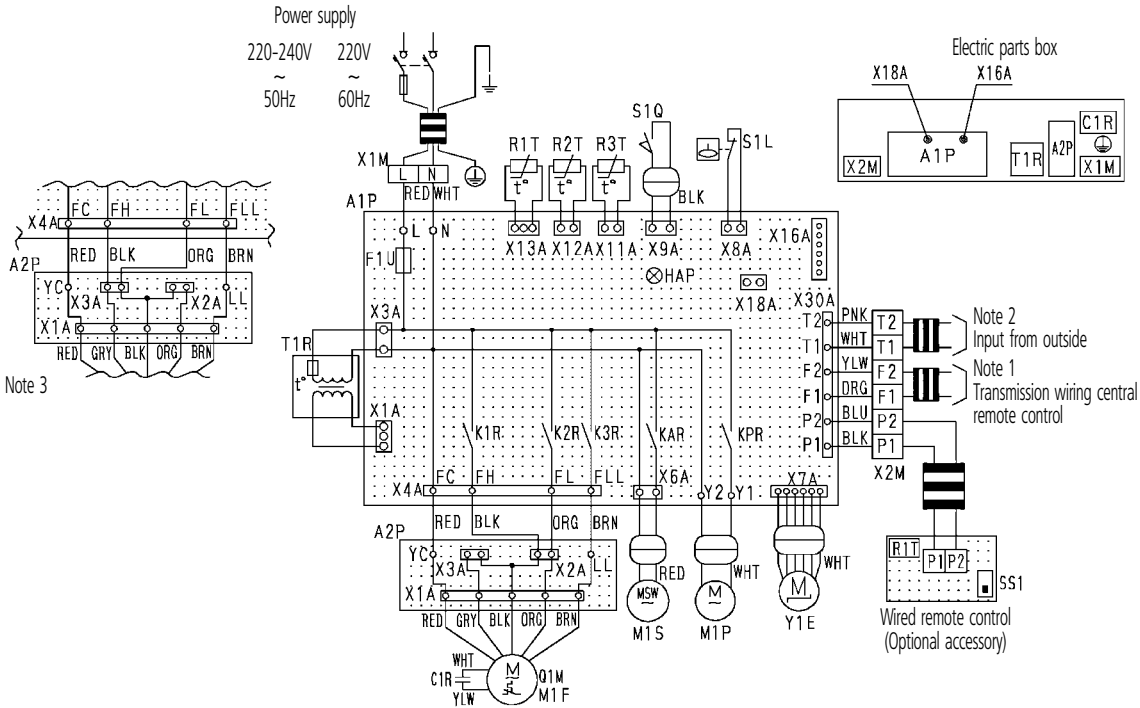 Power supply
220-240V 220V
~ ~
50Hz 60Hz
Electric parts box
X18A X16A
C1R
A1P
T1R
A2P
X2M
X1M
S1Q
S1L
X1M
L N
RED WHT
R1T R2T R3T
t° t° t°
BLK
A1P
L N
X13A X12A X11A X9A X8A
X16A
F1U
HAP
X18A
X30A
X3A
T1R
t°
X1A
K1R K2R K3R KAR KPR
T2 PNK T2
T1 WHT T1
F2 YLW F2
F1 ORG F1
P2 BLU P2
P1 BLK P1
X2M
Note 2
Input from outside
Note 1
Transmission wiring central
remote control
X4A FC FH FL FLL X6A Y2 Y1 X7A
RED BLK ORG BRN
A2P
YC X3A X2A LL
X1A
RED GRY BLK ORG BRN
WHT
C1R
YLW
M
~
Q1M
M1F
RED
MSW
~
M1S
WHT
M
~
M1P
WHT
M
Y1E
R1T
P1 P2
SS1
Wired remote control
(Optional accessory)
FC FH FL FLL
X4A
RED BLK ORG BRN
A2P
YC X3A X2A LL
X1A
RED GRY BLK ORG BRN
Note 3